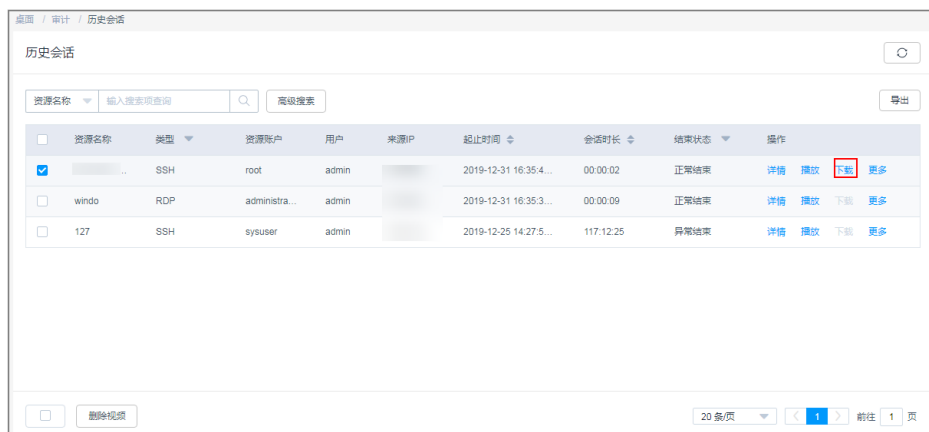 桌面 / 审计 / 历史会话
历史会话
资源名称 输入搜索项查询 高级搜索 导出
资源名称 类型 资源账户 用户 来源IP 起止时间 会话时长 结束状态 操作
.. SSH root admin 2019-12-31 16:35:4... 00:00:02 正常结束 详情 播放 下载 更多
windo RDP administra... admin 2019-12-31 16:35:3... 00:00:09 正常结束 详情 播放 下载 更多
127 SSH sysuser admin 2019-12-25 14:27:5... 117:12:25 异常结束 详情 播放 下载 更多
删除视频 20 条/页 1 前往 1 页